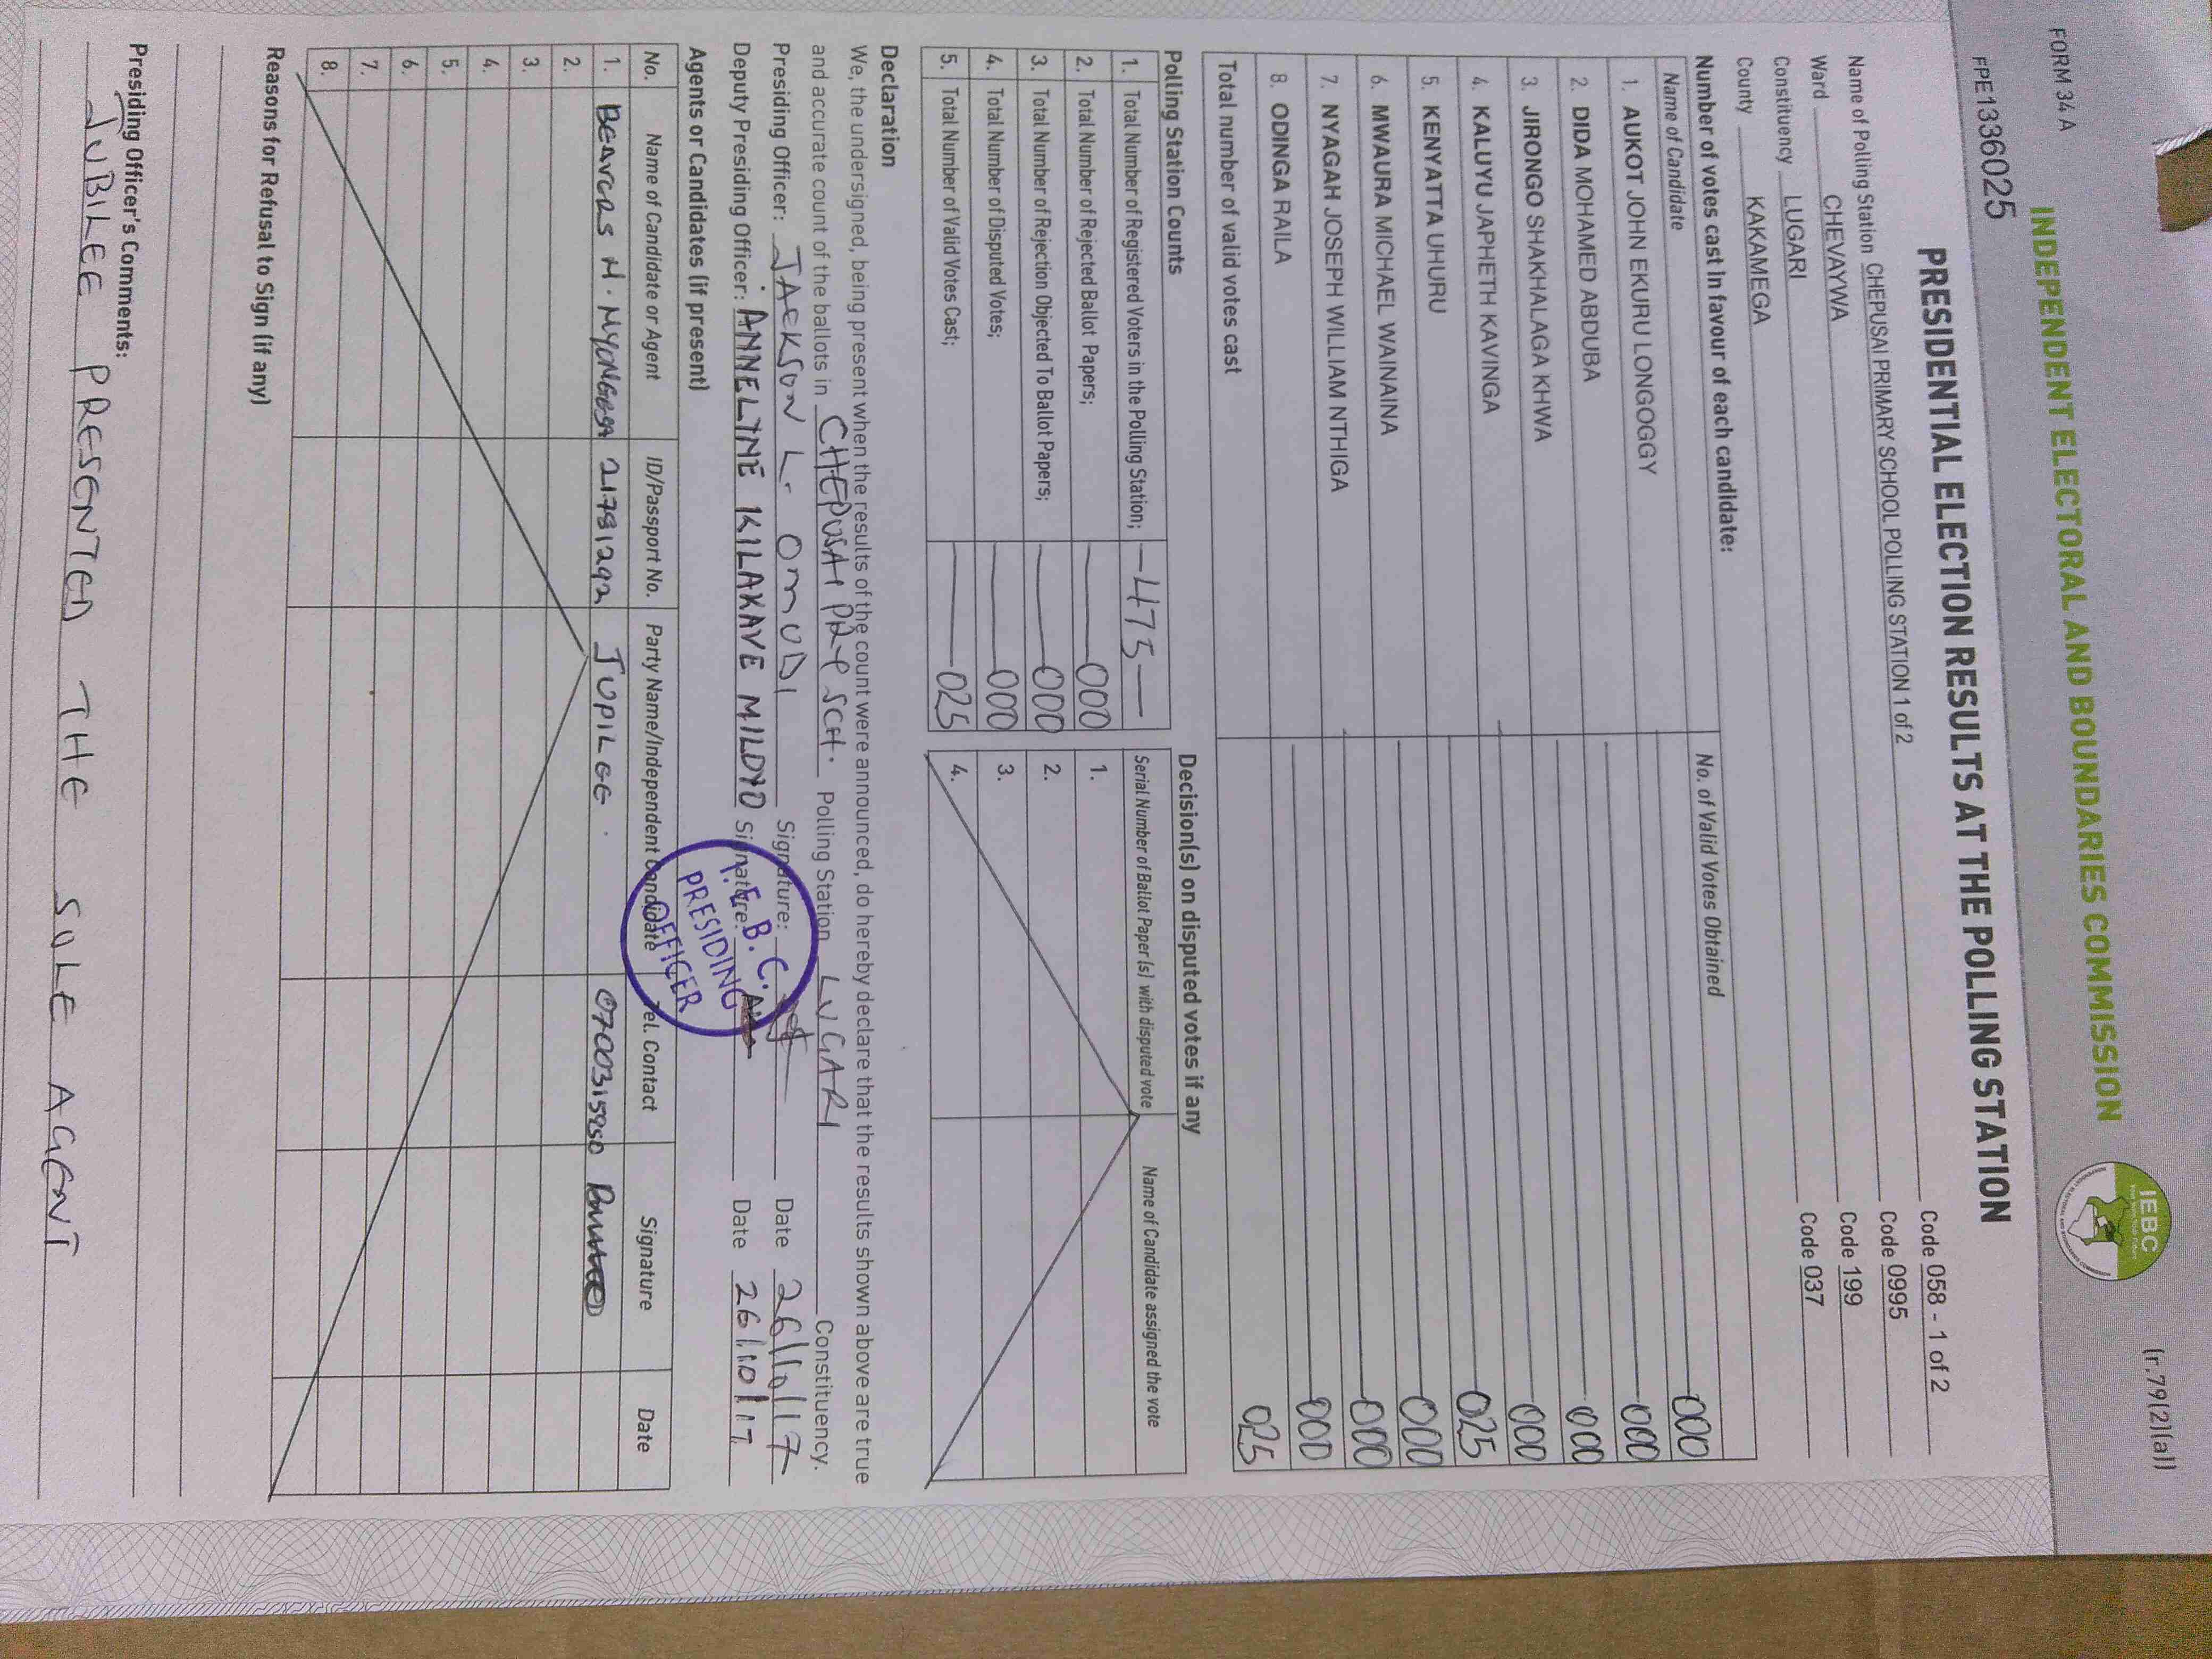 FORM 34 A
(r.79(2)(a))
INDEPENDENT ELECTORAL AND BOUNDARIES COMMISSION
IEBC
FPE1336025
PRESIDENTIAL ELECTION RESULTS AT THE POLLING STATION
Name of Polling Station CHEPUSAI PRIMARY SCHOOL POLLING STATION 1 of 2 Code 058 - 1 of 2
Ward CHEVAYWA Code 0995
Constituency LUGARI Code 199
County KAKAMEGA Code 037
Number of votes cast in favour of each candidate:
Name of Candidate No. of Valid Votes Obtained
1. AUKOT JOHN EKURU LONGOGGY 000
2. DIDA MOHAMED ABDUBA 000
3. JIRONGO SHAKHALAGA KHWA 000
4. KALUYU JAPHETH KAVINGA 000
5. KENYATTA UHURU 025
6. MWAURA MICHAEL WAINAINA 000
7. NYAGAH JOSEPH WILLIAM NTHIGA 000
8. ODINGA RAILA 000
Total number of valid votes cast 025
Polling Station Counts
1. Total Number of Registered Voters in the Polling Station; 475
2. Total Number of Rejected Ballot Papers; 000
3. Total Number of Rejection Objected To Ballot Papers; 000
4. Total Number of Disputed Votes; 000
5. Total Number of Valid Votes Cast; 025
Decision(s) on disputed votes if any
Serial Number of Ballot Paper(s) with disputed vote Name of Candidate assigned the vote
1.
2.
3.
4.
Declaration
We, the undersigned, being present when the results of the count were announced, do hereby declare that the results shown above are true
and accurate count of the ballots in CHEPUSAI PRY SCH. Polling Station LUGARI Constituency.
Presiding Officer: JACKSON L. OMUDI Signature: Date 26/10/17
Deputy Presiding Officer: ANNELYNE KILAKAVE MILDYD Signature: Date 26/10/17
I.E.B.C.
PRESIDING
OFFICER
Agents or Candidates (if present)
No. Name of Candidate or Agent ID/Passport No. Party Name/Independent Candidate Tel. Contact Signature Date
1. Beavas M. 21781292 JUPILEE. 0700315950
2.
3.
4.
5.
6.
7.
8.
Reasons for Refusal to Sign (if any)
Presiding Officer's Comments:
JUBILEE PRESENTED THE SOLE AGENT